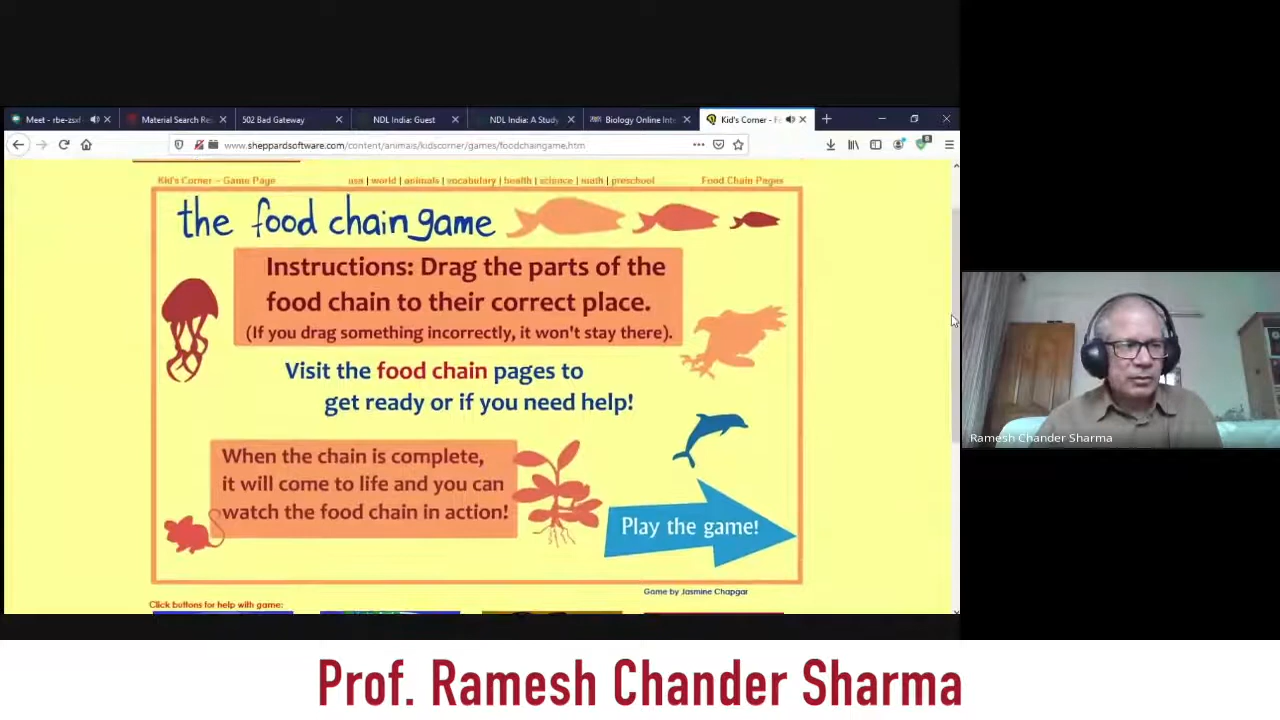 Meet - rbe-zsxf
Material Search Res
502 Bad Gateway
NDL India: Guest
NDL India: A Study
Biology Online Inte
Kid's Corner - F
www.sheppardsoftware.com/content/animals/kidscorner/games/foodchaingame.htm
Kid's Corner - Game Page
usa | world | animals | vocabulary | health | science | math | preschool
Food Chain Pages
the food chain game
Instructions: Drag the parts of the
food chain to their correct place.
(If you drag something incorrectly, it won't stay there).
Visit the food chain pages to
get ready or if you need help!
When the chain is complete,
it will come to life and you can
watch the food chain in action!
Play the game!
Game by Jasmine Chapgar
Click buttons for help with game:
Ramesh Chander Sharma
Prof. Ramesh Chander Sharma